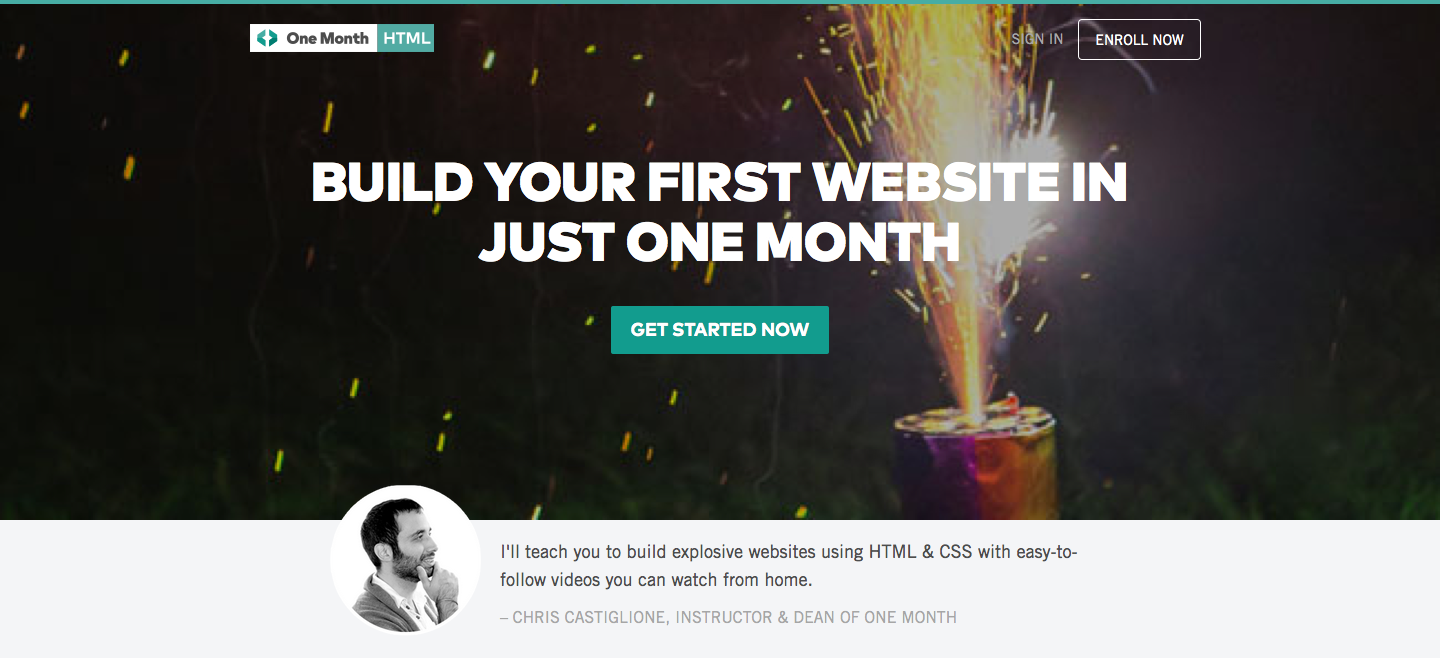 One Month HTML
SIGN IN
ENROLL NOW
BUILD YOUR FIRST WEBSITE IN
JUST ONE MONTH
GET STARTED NOW
I'll teach you to build explosive websites using HTML & CSS with easy-to-
follow videos you can watch from home.
– CHRIS CASTIGLIONE, INSTRUCTOR & DEAN OF ONE MONTH